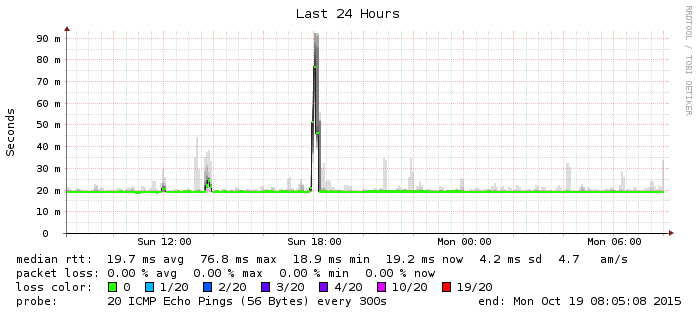 Last 24 Hours
RRDTOOL / TOBI OETIKER
Seconds
90 m
80 m
70 m
60 m
50 m
40 m
30 m
20 m
10 m
0
Sun 12:00 Sun 18:00 Mon 00:00 Mon 06:00
median rtt: 19.7 ms avg 76.8 ms max 18.9 ms min 19.2 ms now 4.2 ms sd 4.7 am/s
packet loss: 0.00 % avg 0.00 % max 0.00 % min 0.00 % now
loss color: 0 1/20 2/20 3/20 4/20 10/20 19/20
probe: 20 ICMP Echo Pings (56 Bytes) every 300s end: Mon Oct 19 08:05:08 2015